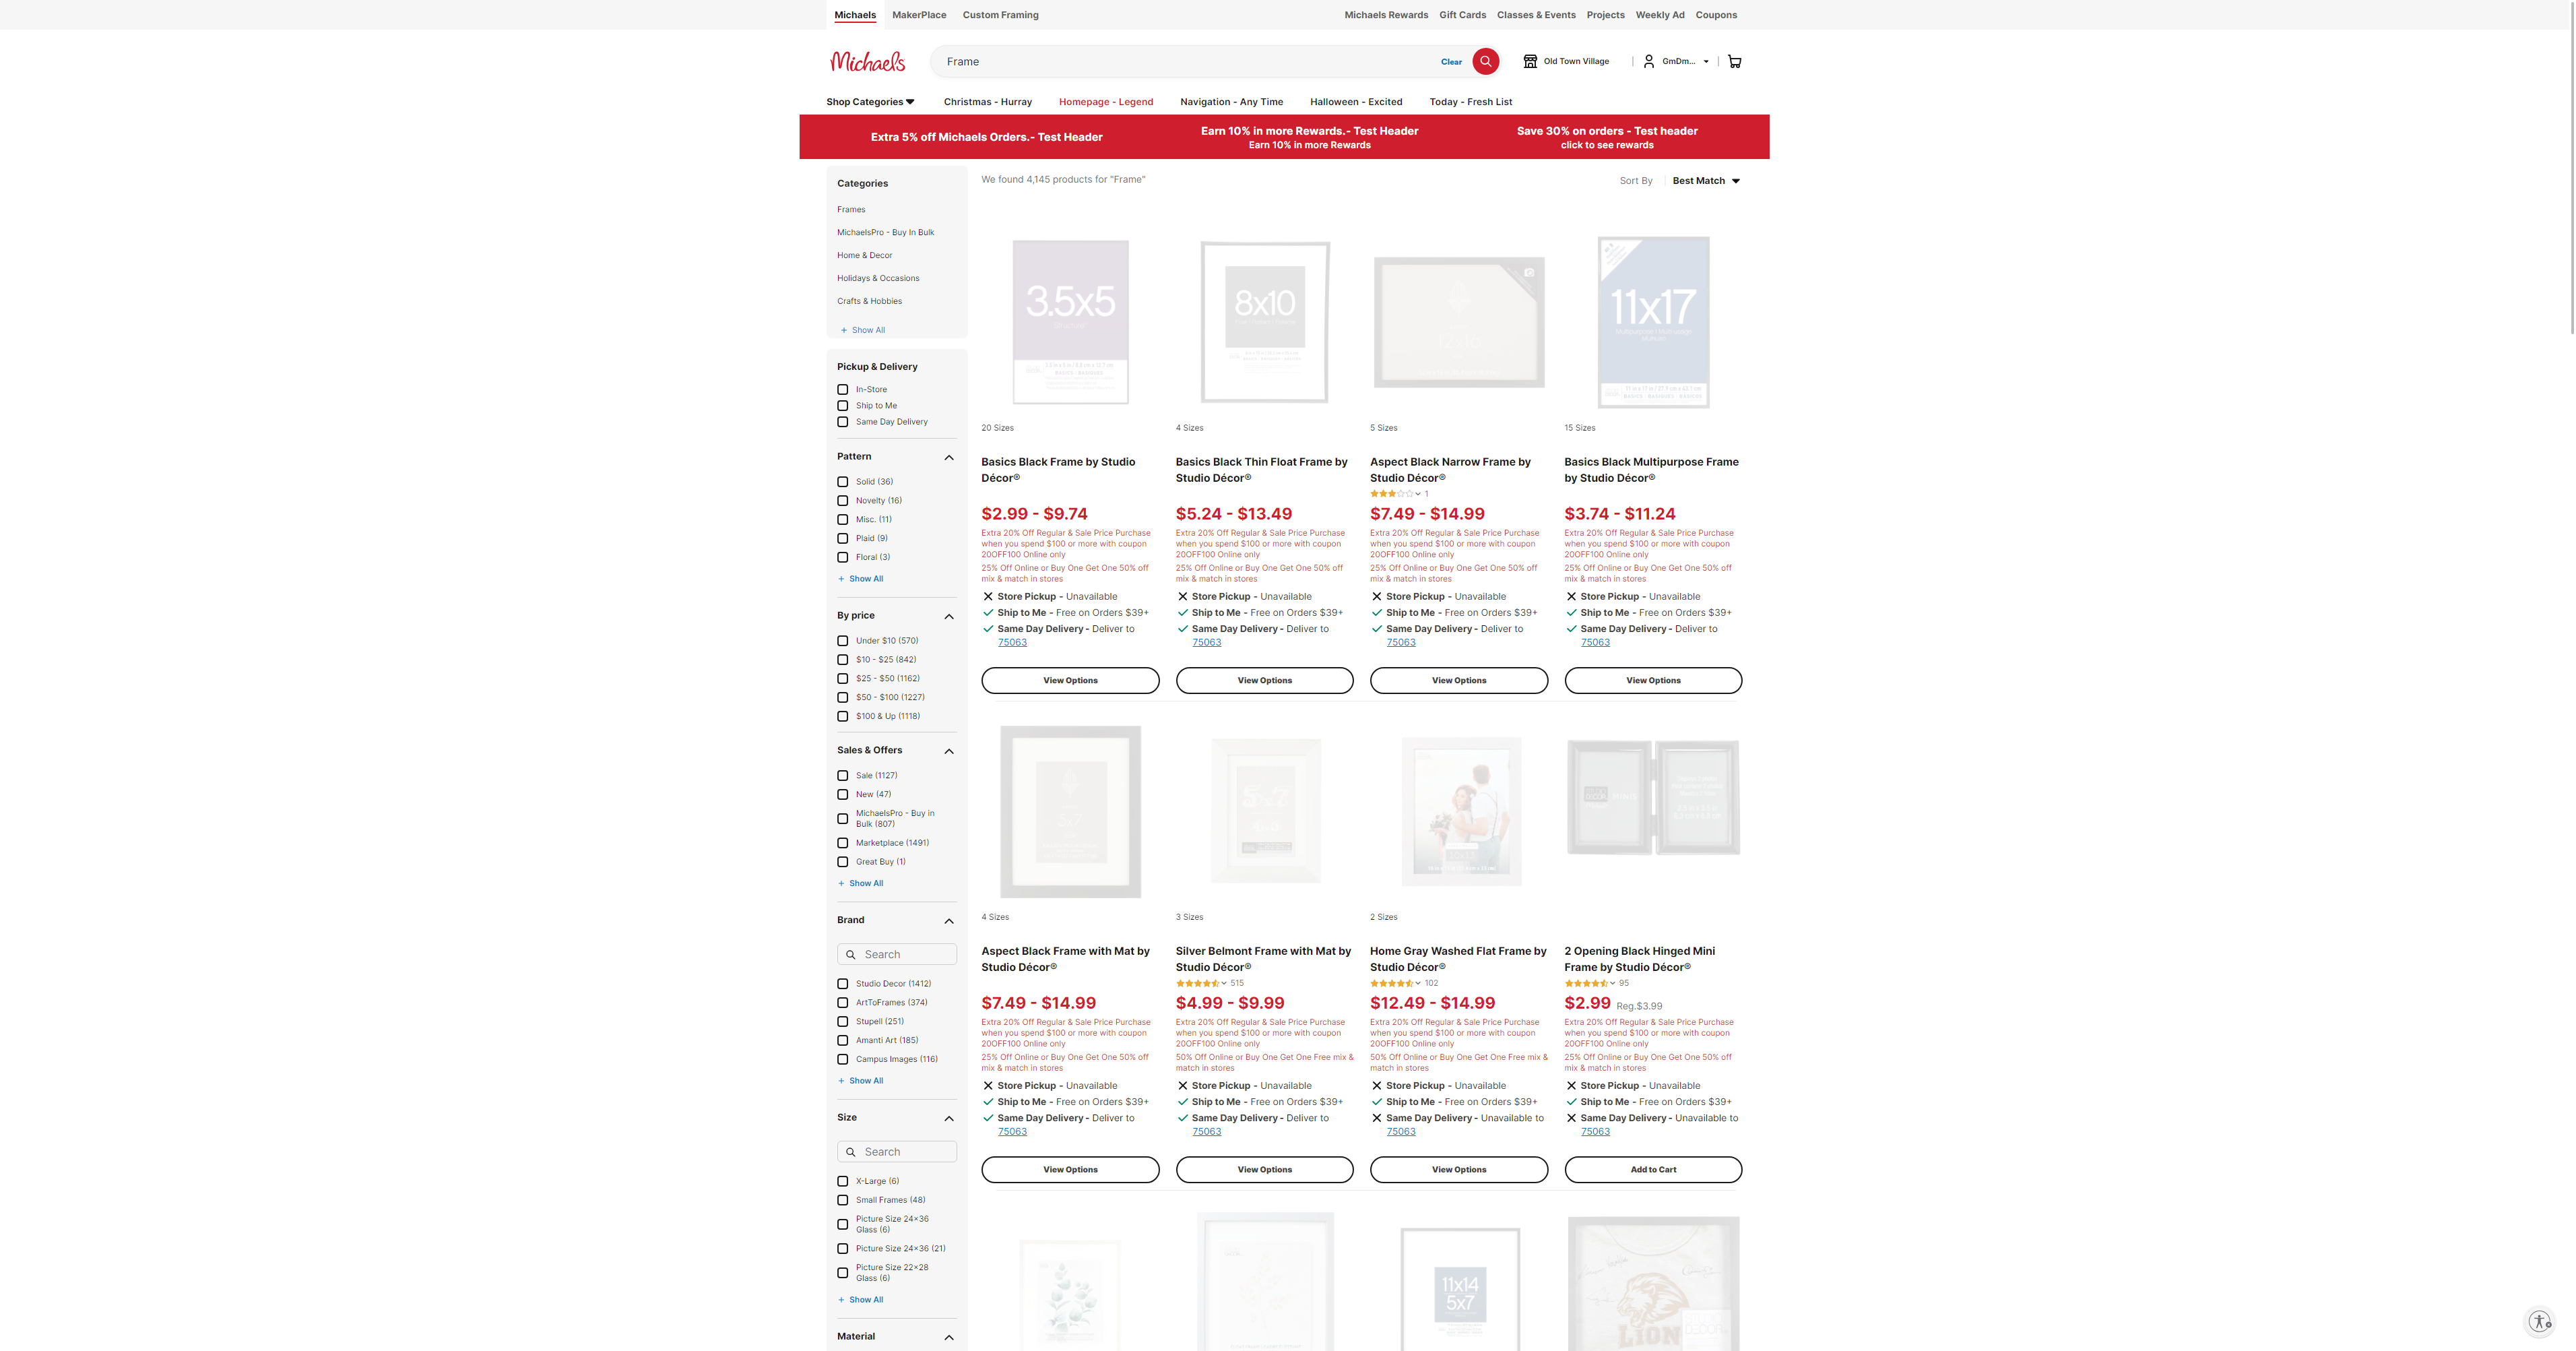 Michaels MakerPlace Custom Framing
Michaels Rewards Gift Cards Classes & Events Projects Weekly Ad Coupons
Michaels
Frame
Clear
Old Town Village
GmDm...
Shop Categories Christmas - Hurray Homepage - Legend Navigation - Any Time Halloween - Excited Today - Fresh List
Extra 5% off Michaels Orders.- Test Header
Earn 10% in more Rewards.- Test Header
Earn 10% in more Rewards
Save 30% on orders - Test header
click to see rewards
Categories
Frames
MichaelsPro - Buy In Bulk
Home & Decor
Holidays & Occasions
Crafts & Hobbies
+ Show All
Pickup & Delivery
In-Store
Ship to Me
Same Day Delivery
Pattern
Solid (36)
Novelty (16)
Misc. (11)
Plaid (9)
Floral (3)
+ Show All
By price
Under $10 (570)
$10 - $25 (842)
$25 - $50 (1162)
$50 - $100 (1227)
$100 & Up (1118)
Sales & Offers
Sale (1127)
New (47)
MichaelsPro - Buy in
Bulk (807)
Marketplace (1491)
Great Buy (1)
+ Show All
Brand
Search
Studio Decor (1412)
ArtToFrames (374)
Stupell (251)
Amanti Art (185)
Campus Images (116)
+ Show All
Size
Search
X-Large (6)
Small Frames (48)
Picture Size 24x36
Glass (6)
Picture Size 24x36 (21)
Picture Size 22x28
Glass (6)
+ Show All
Material
We found 4,145 products for "Frame"
Sort By Best Match
3.5x5
20 Sizes
Basics Black Frame by Studio
Décor®
$2.99 - $9.74
Extra 20% Off Regular & Sale Price Purchase
when you spend $100 or more with coupon
20OFF100 Online only
25% Off Online or Buy One Get One 50% off
mix & match in stores
Store Pickup - Unavailable
Ship to Me - Free on Orders $39+
Same Day Delivery - Deliver to
75063
View Options
8x10
4 Sizes
Basics Black Thin Float Frame by
Studio Décor®
$5.24 - $13.49
Extra 20% Off Regular & Sale Price Purchase
when you spend $100 or more with coupon
20OFF100 Online only
25% Off Online or Buy One Get One 50% off
mix & match in stores
Store Pickup - Unavailable
Ship to Me - Free on Orders $39+
Same Day Delivery - Deliver to
75063
View Options
5 Sizes
Aspect Black Narrow Frame by
Studio Décor®
1
$7.49 - $14.99
Extra 20% Off Regular & Sale Price Purchase
when you spend $100 or more with coupon
20OFF100 Online only
25% Off Online or Buy One Get One 50% off
mix & match in stores
Store Pickup - Unavailable
Ship to Me - Free on Orders $39+
Same Day Delivery - Deliver to
75063
View Options
11x17
15 Sizes
Basics Black Multipurpose Frame
by Studio Décor®
$3.74 - $11.24
Extra 20% Off Regular & Sale Price Purchase
when you spend $100 or more with coupon
20OFF100 Online only
25% Off Online or Buy One Get One 50% off
mix & match in stores
Store Pickup - Unavailable
Ship to Me - Free on Orders $39+
Same Day Delivery - Deliver to
75063
View Options
5x7
4 Sizes
Aspect Black Frame with Mat by
Studio Décor®
$7.49 - $14.99
Extra 20% Off Regular & Sale Price Purchase
when you spend $100 or more with coupon
20OFF100 Online only
25% Off Online or Buy One Get One 50% off
mix & match in stores
Store Pickup - Unavailable
Ship to Me - Free on Orders $39+
Same Day Delivery - Deliver to
75063
View Options
3 Sizes
Silver Belmont Frame with Mat by
Studio Décor®
515
$4.99 - $9.99
Extra 20% Off Regular & Sale Price Purchase
when you spend $100 or more with coupon
20OFF100 Online only
50% Off Online or Buy One Get One Free mix &
match in stores
Store Pickup - Unavailable
Ship to Me - Free on Orders $39+
Same Day Delivery - Deliver to
75063
View Options
2 Sizes
Home Gray Washed Flat Frame by
Studio Décor®
102
$12.49 - $14.99
Extra 20% Off Regular & Sale Price Purchase
when you spend $100 or more with coupon
20OFF100 Online only
50% Off Online or Buy One Get One Free mix &
match in stores
Store Pickup - Unavailable
Ship to Me - Free on Orders $39+
Same Day Delivery - Unavailable to
75063
View Options
2 Opening Black Hinged Mini
Frame by Studio Décor®
95
$2.99 Reg.$3.99
Extra 20% Off Regular & Sale Price Purchase
when you spend $100 or more with coupon
20OFF100 Online only
25% Off Online or Buy One Get One 50% off
mix & match in stores
Store Pickup - Unavailable
Ship to Me - Free on Orders $39+
Same Day Delivery - Unavailable to
75063
Add to Cart
11x14
5x7
LION